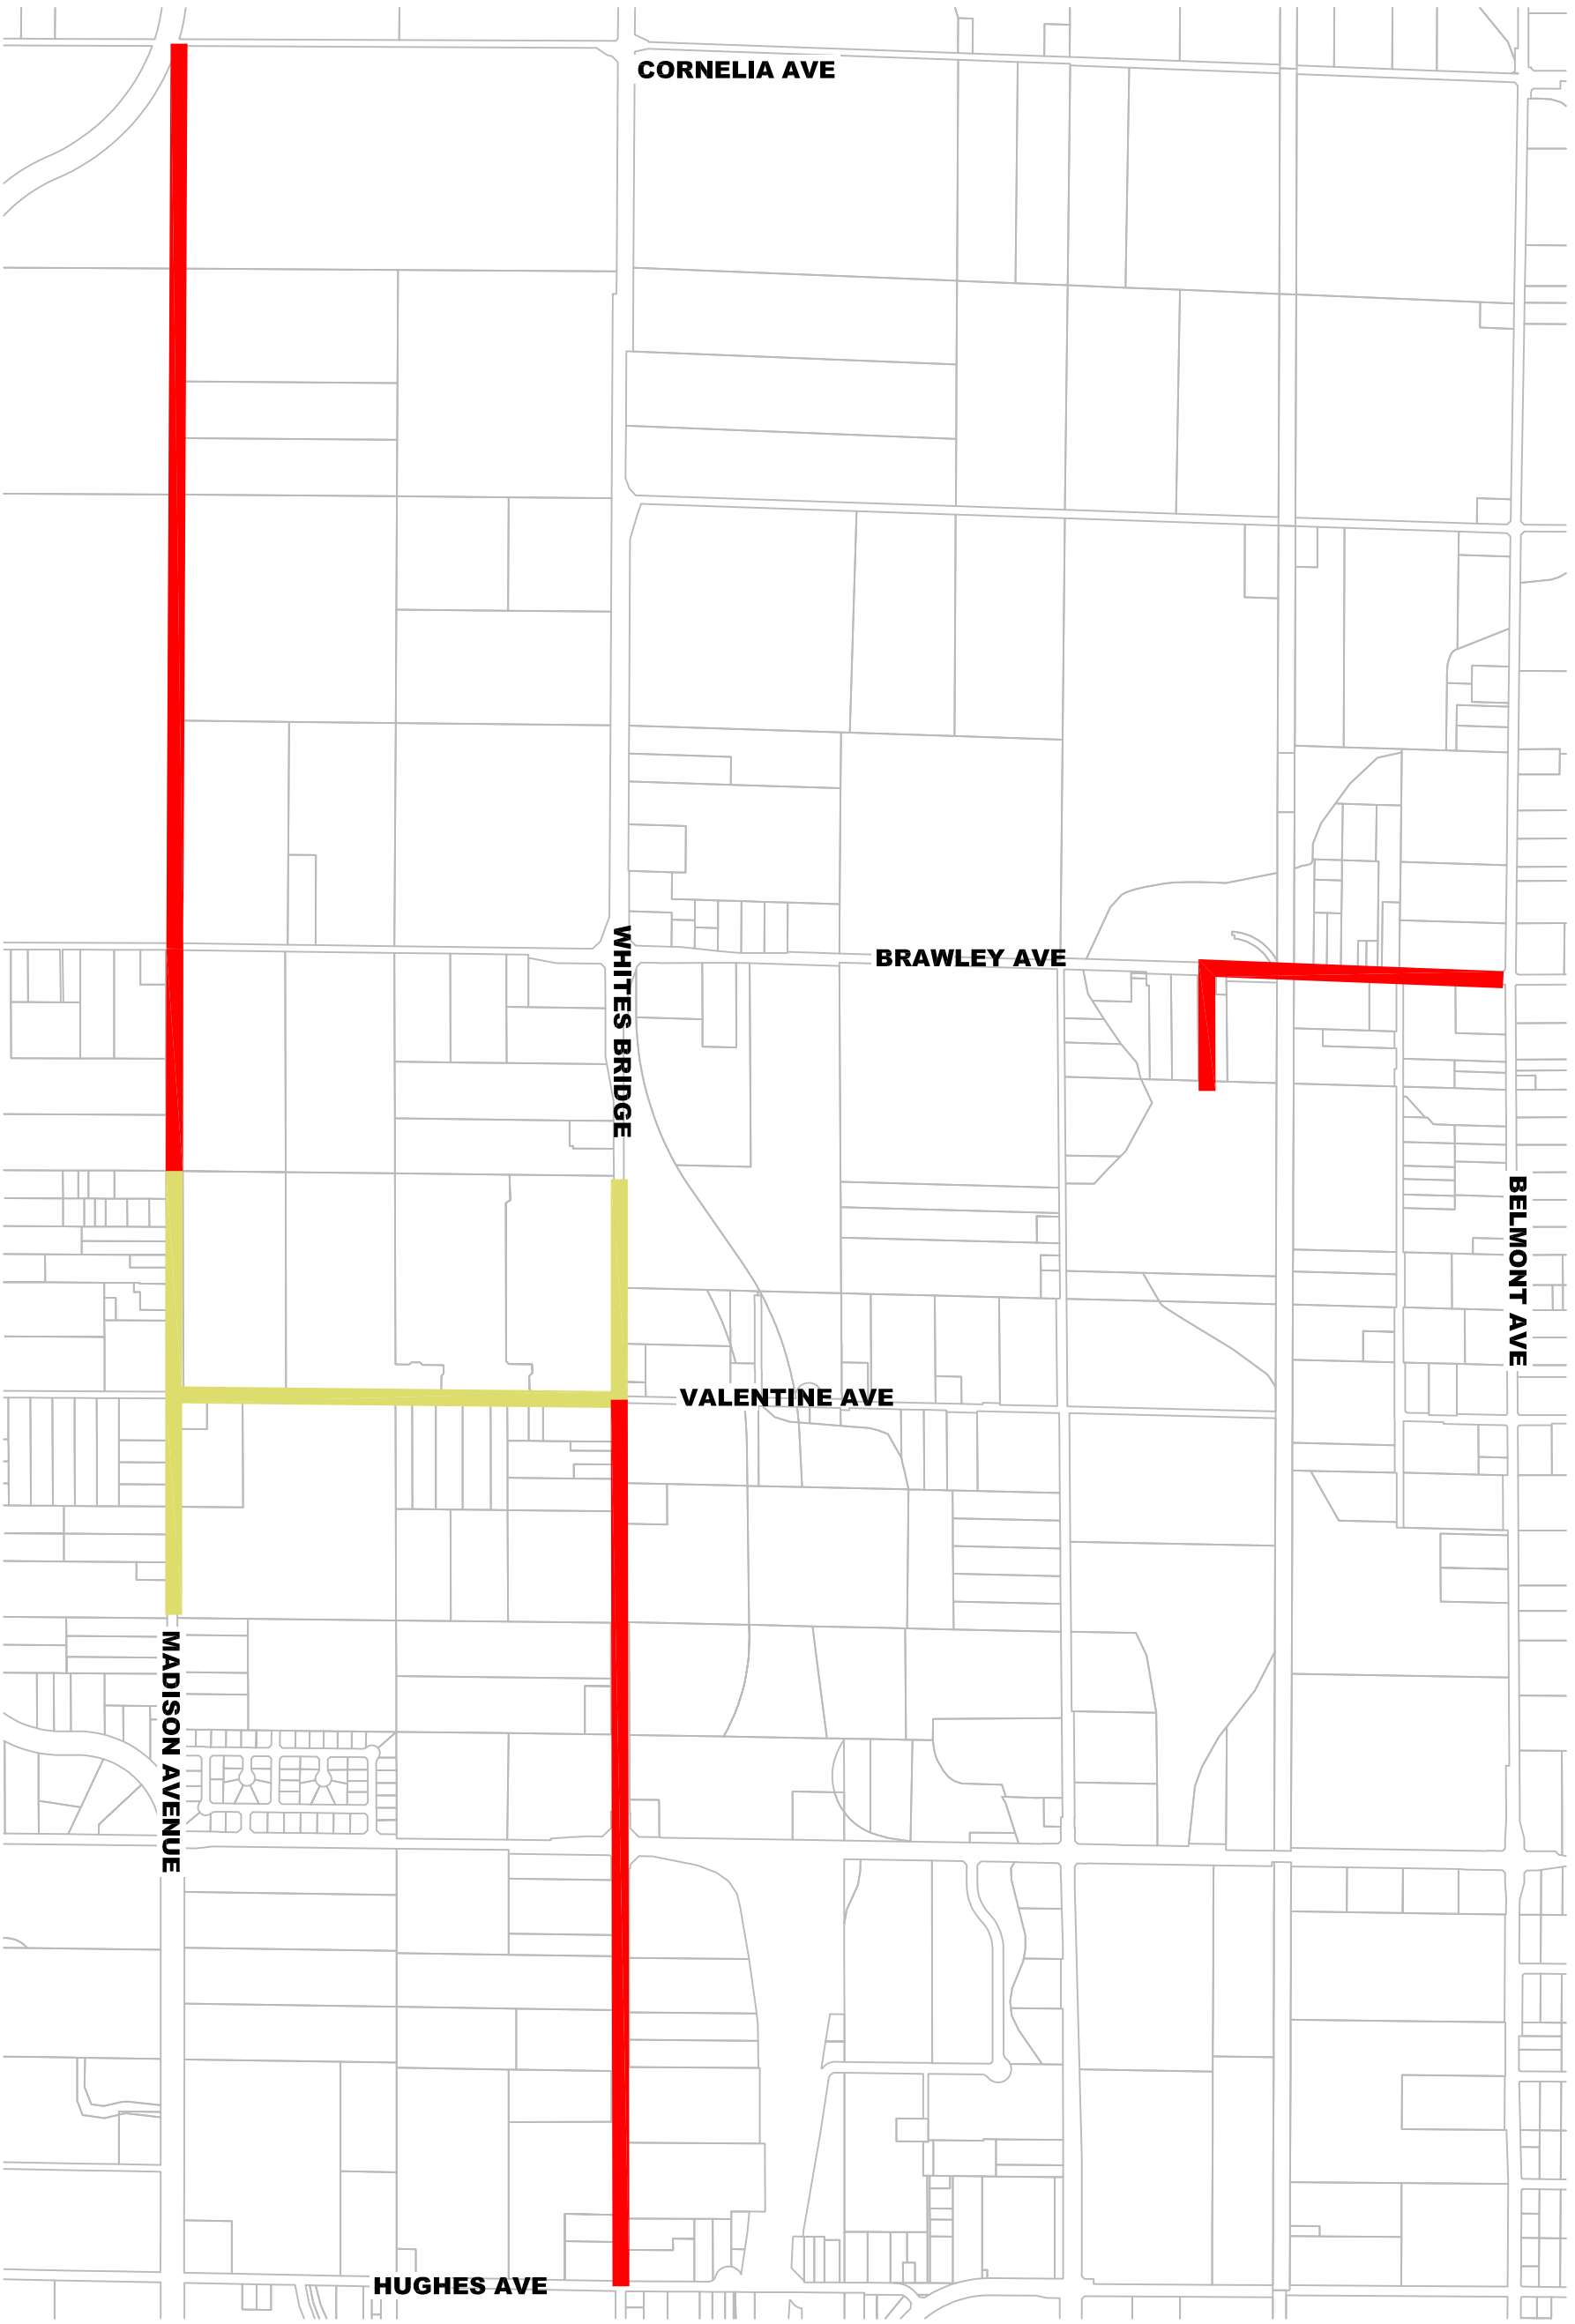 CORNELIA AVE
WHITES BRIDGE
BRAWLEY AVE
BELMONT AVE
VALENTINE AVE
MADISON AVENUE
HUGHES AVE